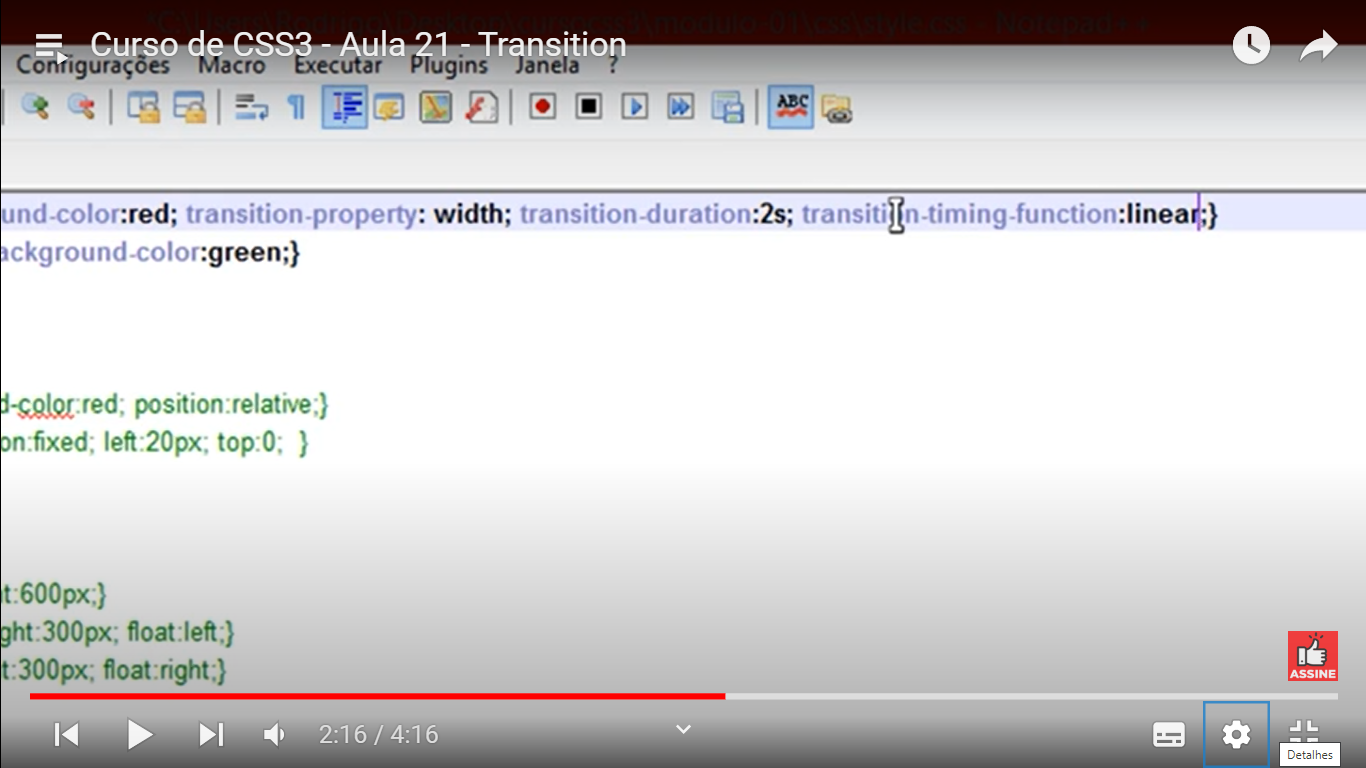 *C:\Users\Boutino\Desktop\cursocss3\modulo-01\css\style.css - Notepad++
Curso de CSS3 - Aula 21 - Transition
Configurações Macro Executar Plugins Janela ?
ABC
und-color:red; transition-property: width; transition-duration:2s; transition-timing-function:linear;}
ackground-color:green;}
d-color:red; position:relative;}
on:fixed; left:20px; top:0; }
t:600px;}
ght:300px; float:left;}
t:300px; float:right;}
ASSINE
2:16 / 4:16
Detalhes